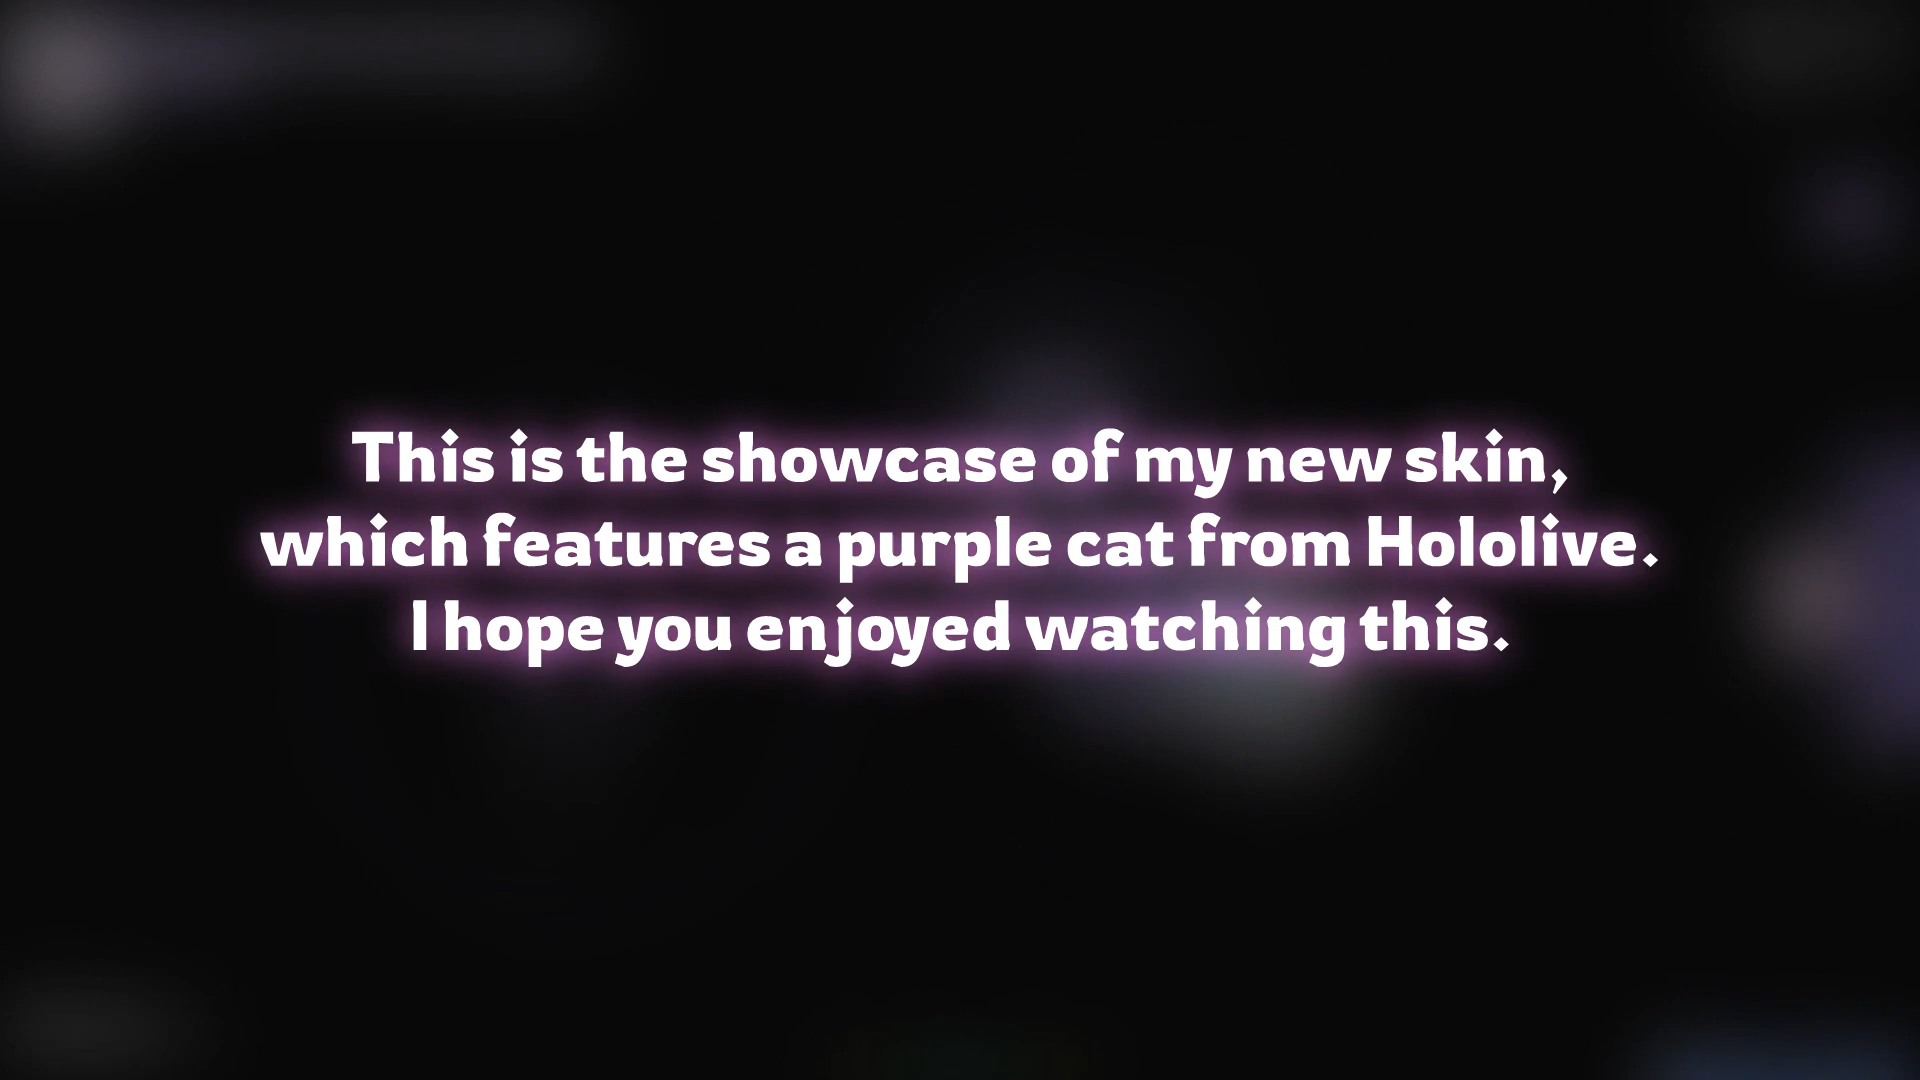 This is the showcase of my new skin,
which features a purple cat from Hololive.
I hope you enjoyed watching this.